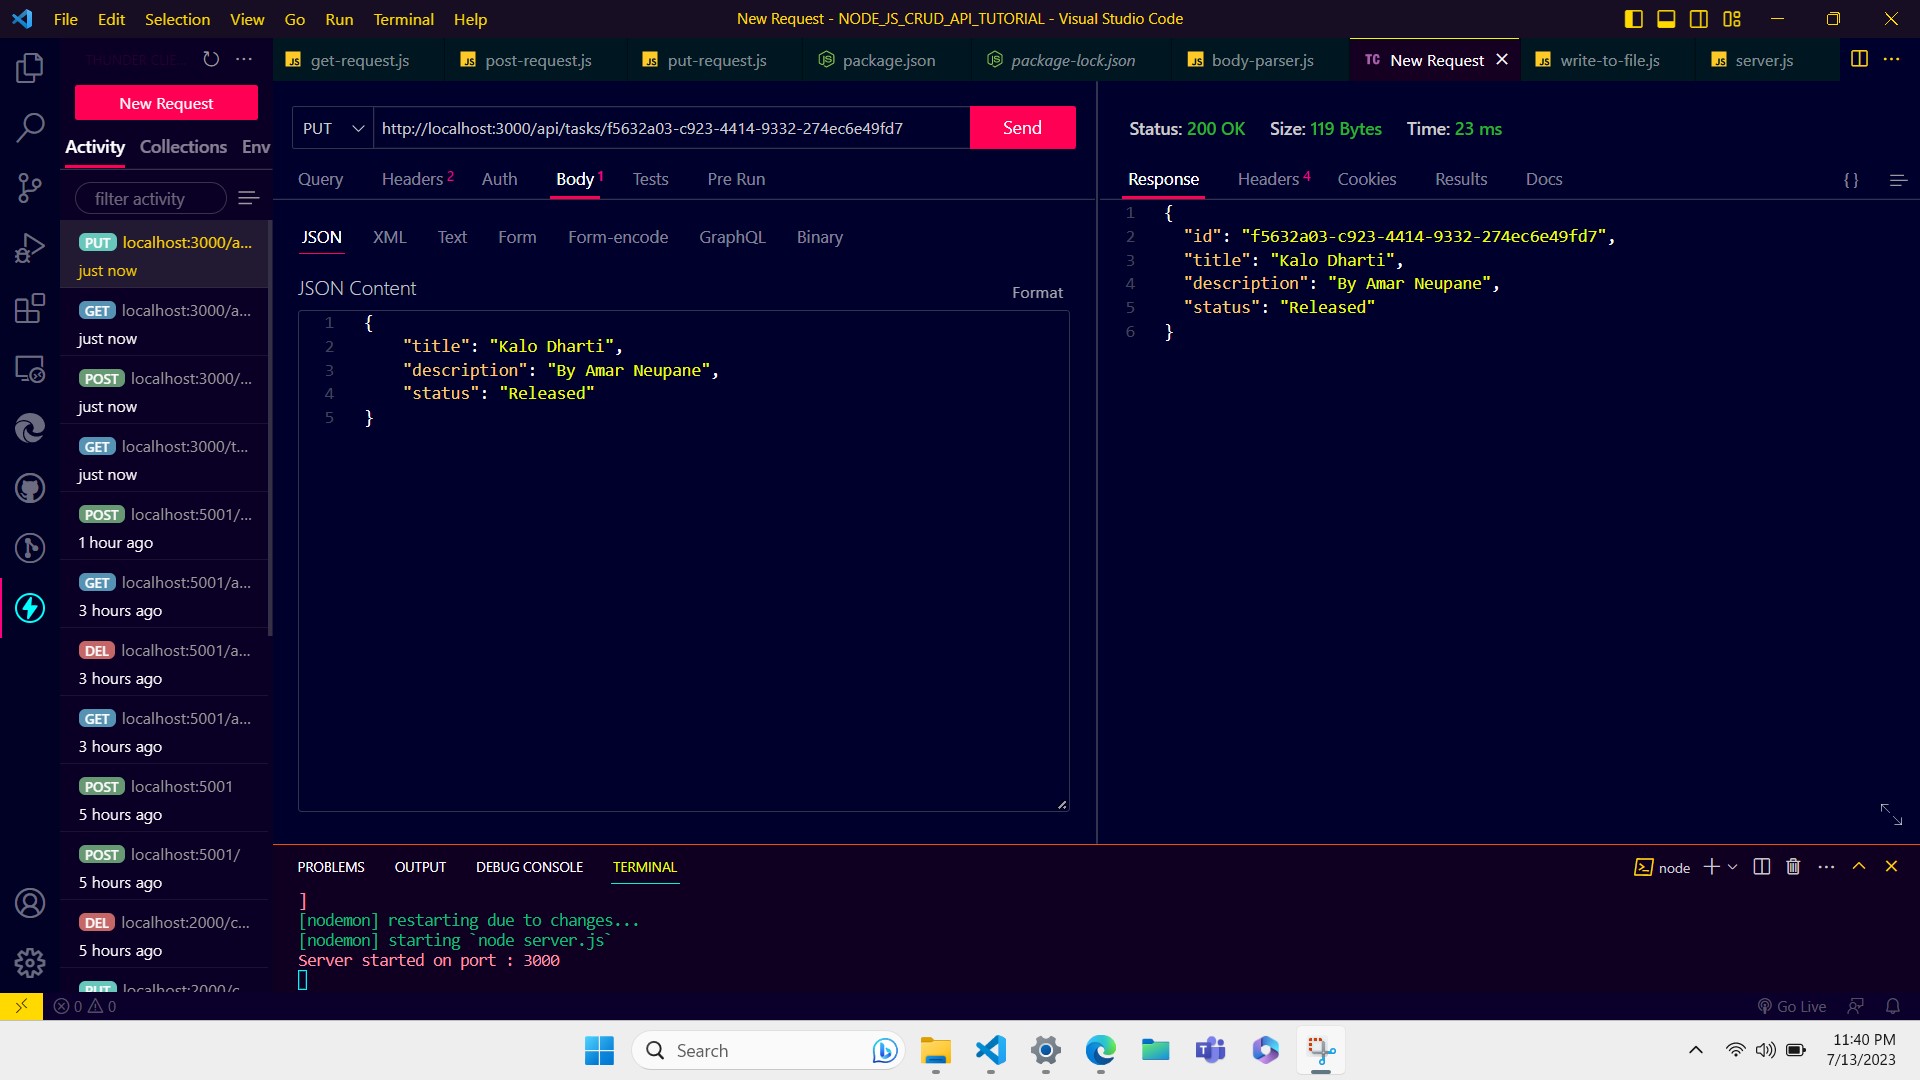 File Edit Selection View Go Run Terminal Help
New Request - NODE_JS_CRUD_API_TUTORIAL - Visual Studio Code
THUNDER CLIE...
New Request
Activity Collections Env
filter activity
PUT localhost:3000/a...
just now
GET localhost:3000/a...
just now
POST localhost:3000/...
just now
GET localhost:3000/t...
just now
POST localhost:5001/...
1 hour ago
GET localhost:5001/a...
3 hours ago
DEL localhost:5001/a...
3 hours ago
GET localhost:5001/a...
3 hours ago
POST localhost:5001
5 hours ago
POST localhost:5001/
5 hours ago
DEL localhost:2000/c...
5 hours ago
PUT localhost:2000/c...
JS get-request.js JS post-request.js JS put-request.js package.json package-lock.json JS body-parser.js TC New Request JS write-to-file.js JS server.js
PUT http://localhost:3000/api/tasks/f5632a03-c923-4414-9332-274ec6e49fd7 Send
Query Headers 2 Auth Body 1 Tests Pre Run
JSON XML Text Form Form-encode GraphQL Binary
JSON Content
Format
1 {
2 "title": "Kalo Dharti",
3 "description": "By Amar Neupane",
4 "status": "Released"
5 }
Status: 200 OK Size: 119 Bytes Time: 23 ms
Response Headers 4 Cookies Results Docs { }
1 {
2 "id": "f5632a03-c923-4414-9332-274ec6e49fd7",
3 "title": "Kalo Dharti",
4 "description": "By Amar Neupane",
5 "status": "Released"
6 }
PROBLEMS OUTPUT DEBUG CONSOLE TERMINAL
node
]
[nodemon] restarting due to changes...
[nodemon] starting `node server.js`
Server started on port : 3000
0 0
Go Live
Search
11:40 PM
7/13/2023